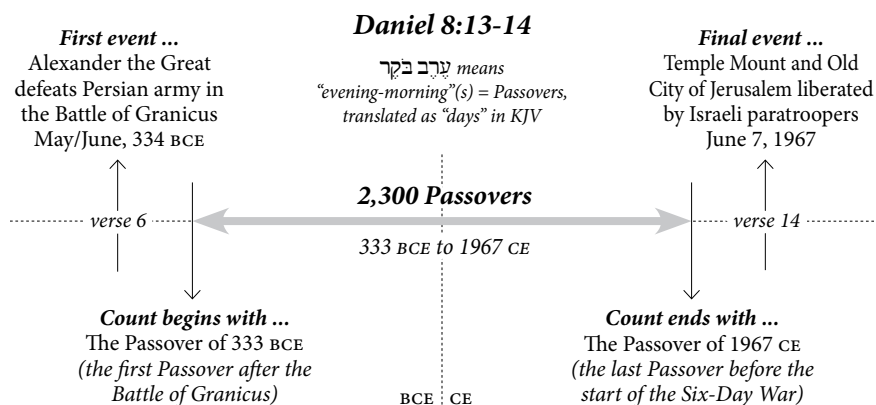 Daniel 8:13-14
First event ...
Alexander the Great
defeats Persian army in
the Battle of Granicus
May/June, 334 BCE
עֶרֶב בֹּקֶר means
“evening-morning”(s) = Passovers,
translated as “days” in KJV
Final event ...
Temple Mount and Old
City of Jerusalem liberated
by Israeli paratroopers
June 7, 1967
2,300 Passovers
verse 6
verse 14
333 BCE to 1967 CE
Count begins with ...
The Passover of 333 BCE
(the first Passover after the
Battle of Granicus)
Count ends with ...
The Passover of 1967 CE
(the last Passover before the
start of the Six-Day War)
BCE CE